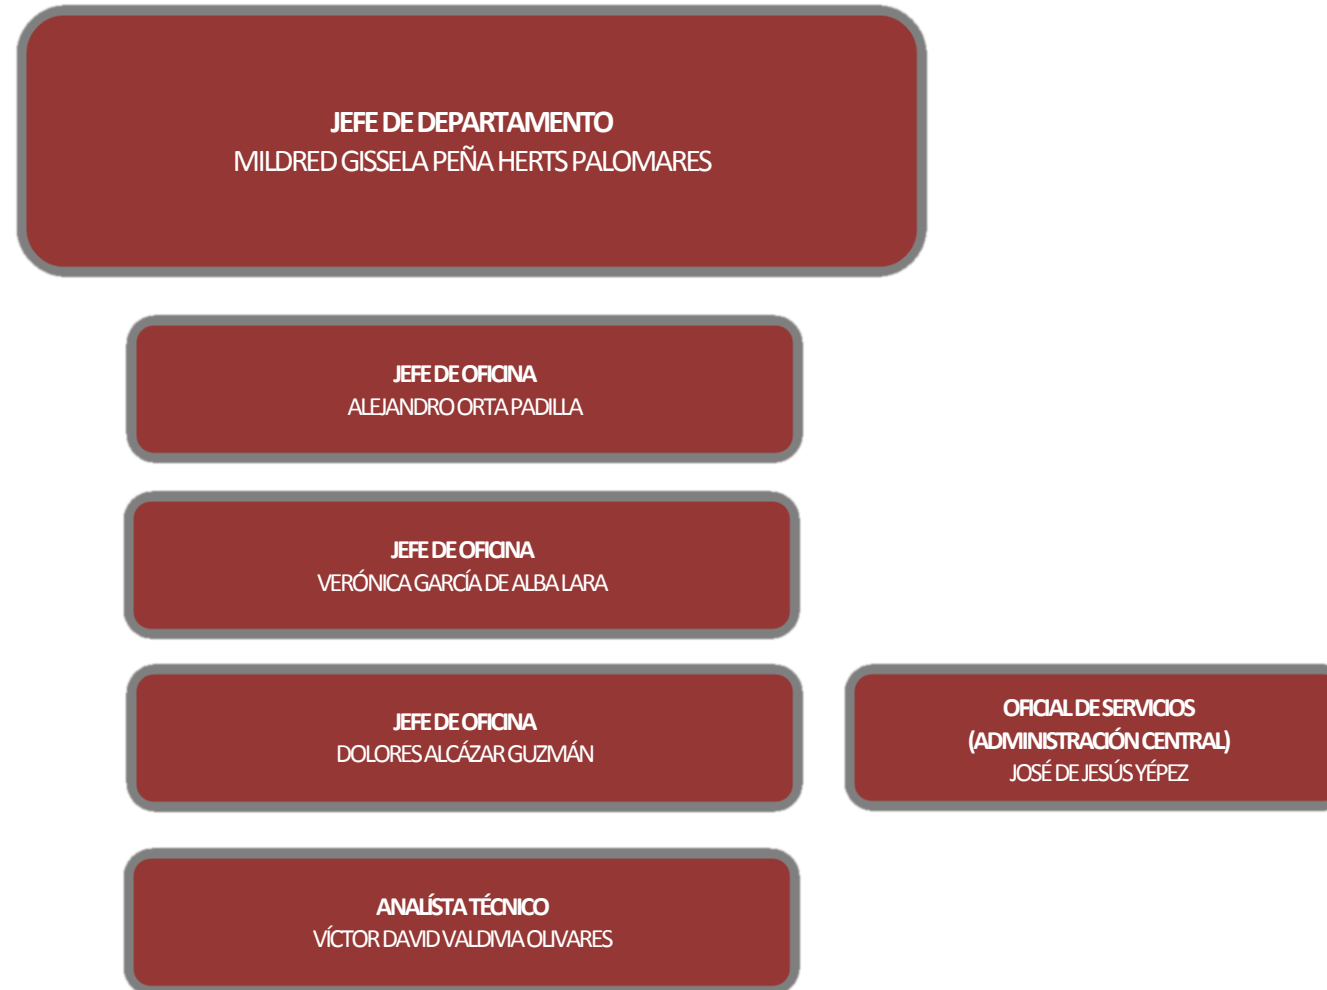 JEFE DE DEPARTAMENTO
MILDRED GISSELA PEÑA HERTS PALOMARES
JEFE DE OFICINA
ALEJANDRO ORTA PADILLA
JEFE DE OFICINA
VERÓNICA GARCÍA DE ALBA LARA
JEFE DE OFICINA
DOLORES ALCÁZAR GUZMÁN
OFICIAL DE SERVICIOS
(ADMINISTRACIÓN CENTRAL)
JOSÉ DE JESÚS YÉPEZ
ANALÍSTA TÉCNICO
VÍCTOR DAVID VALDIVIA OLIVARES